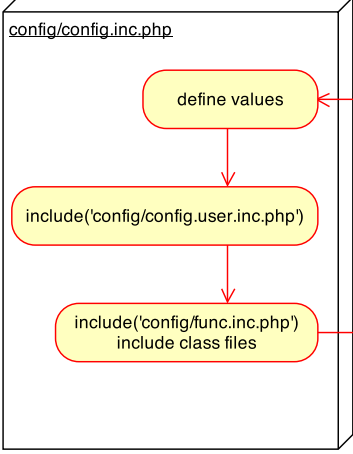 config/config.inc.php
define values
include('config/config.user.inc.php')
include('config/func.inc.php')
include class files